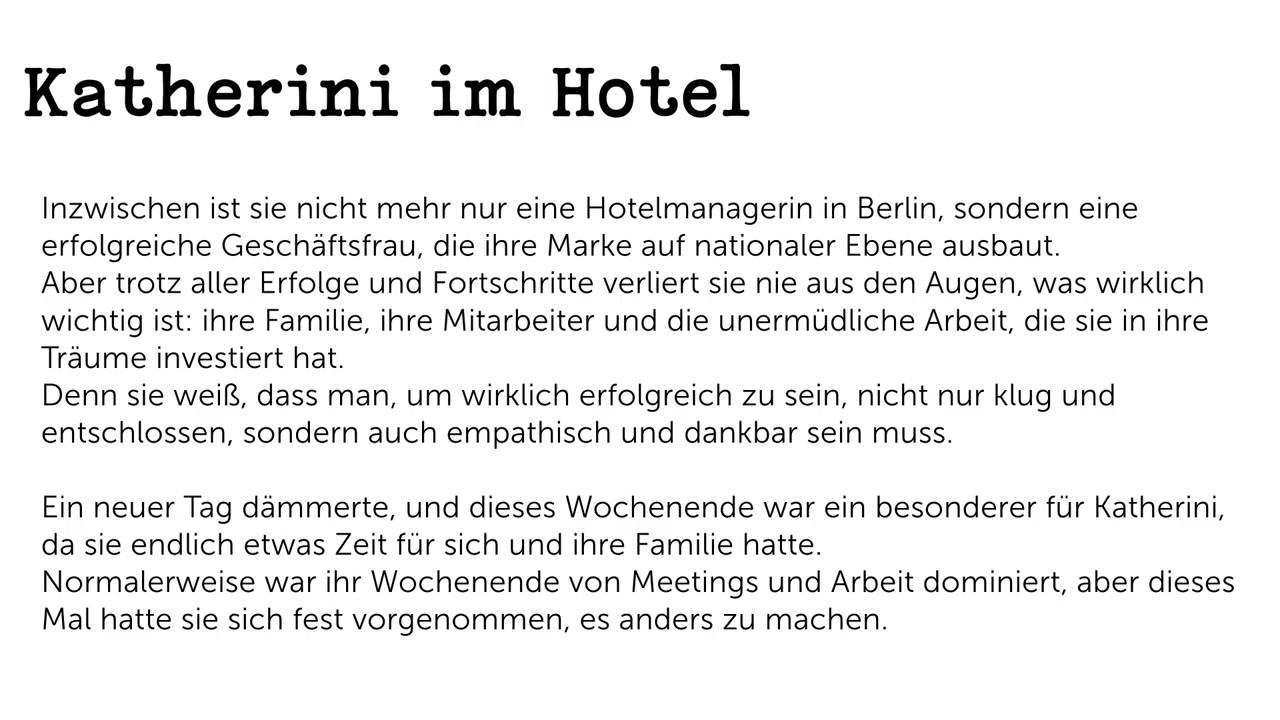 Katherini im Hotel
Inzwischen ist sie nicht mehr nur eine Hotelmanagerin in Berlin, sondern eine
erfolgreiche Geschäftsfrau, die ihre Marke auf nationaler Ebene ausbaut.
Aber trotz aller Erfolge und Fortschritte verliert sie nie aus den Augen, was wirklich
wichtig ist: ihre Familie, ihre Mitarbeiter und die unermüdliche Arbeit, die sie in ihre
Träume investiert hat.
Denn sie weiß, dass man, um wirklich erfolgreich zu sein, nicht nur klug und
entschlossen, sondern auch empathisch und dankbar sein muss.
Ein neuer Tag dämmerte, und dieses Wochenende war ein besonderer für Katherini,
da sie endlich etwas Zeit für sich und ihre Familie hatte.
Normalerweise war ihr Wochenende von Meetings und Arbeit dominiert, aber dieses
Mal hatte sie sich fest vorgenommen, es anders zu machen.